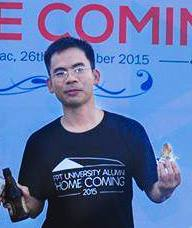 E COMIN
ac, 26th
ber 2015
FPT UNIVERSITY ALUMNI
HOME COMING
2015